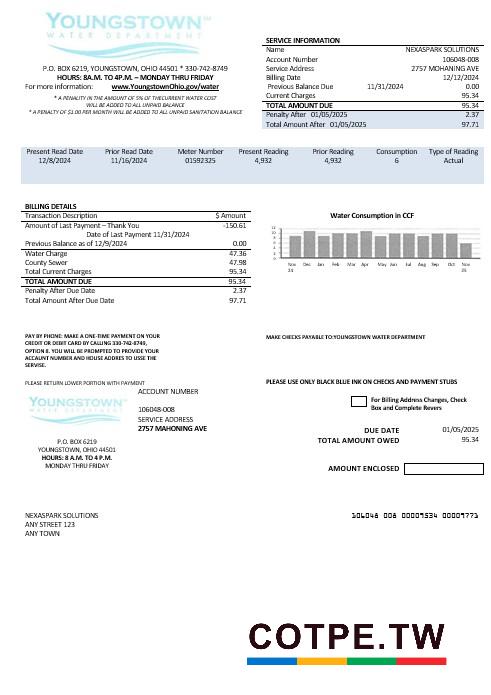 YOUNGSTOWN
WATER DEPARTMENT
P.O. BOX 6219, YOUNGSTOWN, OHIO 44501 * 330-742-8749
HOURS: 8A.M. TO 4P.M. – MONDAY THRU FRIDAY
For more information: www.YoungstownOhio.gov/water
* A PENALTY IN THE AMOUNT OF 5% OF THECURRENT WATER COST
WILL BE ADDED TO ALL UNPAID BALANCE
* A PENALTY OF $1.00 PER MONTH WILL BE ADDED TO ALL UNPAID SANITATION BALANCE
SERVICE INFORMATION
Name NEXASPARK SOLUTIONS
Account Number 106048-008
Service Address 2757 MOHANING AVE
Billing Date 12/12/2024
Previous Balance Due 11/31/2024 0.00
Current Charges 95.34
TOTAL AMOUNT DUE 95.34
Penalty After 01/05/2025 2.37
Total Amount After 01/05/2025 97.71
Present Read Date Prior Read Date Meter Number Present Reading Prior Reading Consumption Type of Reading
12/8/2024 11/16/2024 01592325 4,932 4,932 6 Actual
BILLING DETAILS
Transaction Description $ Amount
Amount of Last Payment – Thank You -150.61
Date of Last Payment 11/31/2024
Previous Balance as of 12/9/2024 0.00
Water Charge 47.36
County Sewer 47.98
Total Current Charges 95.34
TOTAL AMOUNT DUE 95.34
Penalty After Due Date 2.37
Total Amount After Due Date 97.71
Water Consumption in CCF
Nov Dec Jan Feb Mar Apr May Jun Jul Aug Sep Oct Nov
24 25
PAY BY PHONE: MAKE A ONE-TIME PAYMENT ON YOUR
CREDIT OR DEBIT CARD BY CALLING 330-742-8749,
OPTION 8. YOU WILL BE PROMPTED TO PROVIDE YOUR
ACCAUNT NUMBER AND HOUSE ADDRES TO USSE THE
SERVISE.
MAKE CHECKS PAYABLE TO:YOUNGSTOWN WATER DEPARTMENT
PLEASE RETURN LOWER PORTION WITH PAYMENT
PLEASE USE ONLY BLACK BLUE INK ON CHECKS AND PAYMENT STUBS
YOUNGSTOWN
WATER DEPARTMENT
ACCOUNT NUMBER
106048-008
SERVICE ADDRESS
2757 MAHONING AVE
P.O. BOX 6219
YOUNGSTOWN, OHIO 44501
HOURS: 8 A.M. TO 4 P.M.
MONDAY THRU FRIDAY
For Billing Address Changes, Check
Box and Complete Revers
DUE DATE 01/05/2025
TOTAL AMOUNT OWED 95.34
AMOUNT ENCLOSED
NEXASPARK SOLUTIONS
ANY STREET 123
ANY TOWN
106048 008 00009534 00009771
COTPE.TW